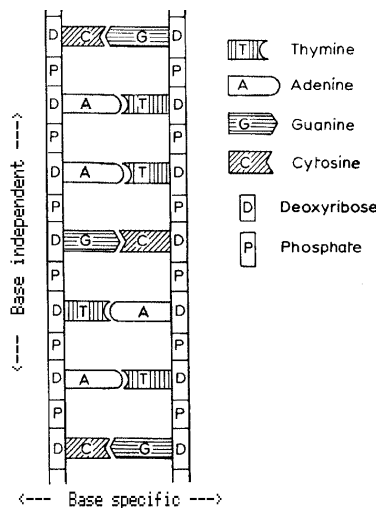 D C G D
P P
D A T D
P P
D A T D
P P
D G C D
P P
D T A D
P P
D A T D
P P
D C G D
<--- Base independent --->
<--- Base specific --->
T Thymine
A Adenine
G Guanine
C Cytosine
D Deoxyribose
P Phosphate